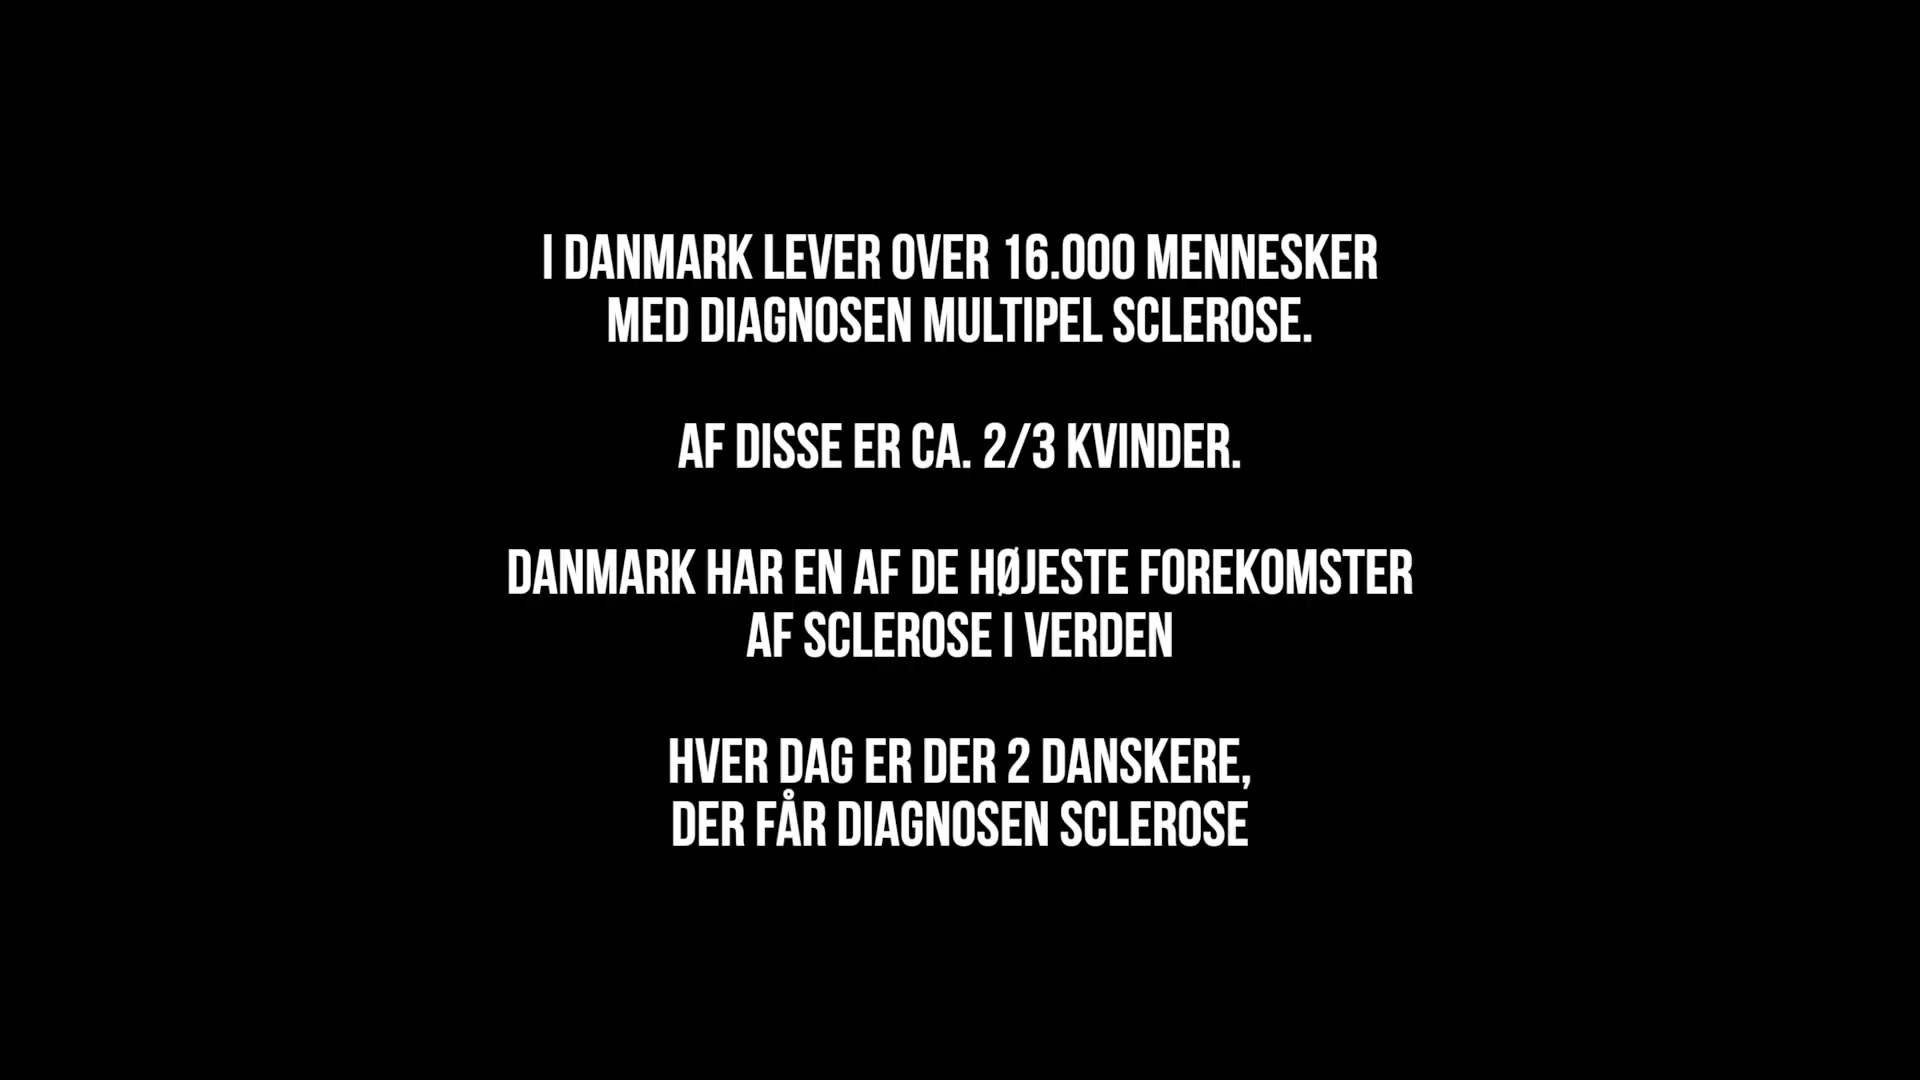 I DANMARK LEVER OVER 16.000 MENNESKER
MED DIAGNOSEN MULTIPEL SCLEROSE.
AF DISSE ER CA. 2/3 KVINDER.
DANMARK HAR EN AF DE HØJESTE FOREKOMSTER
AF SCLEROSE I VERDEN
HVER DAG ER DER 2 DANSKERE,
DER FÅR DIAGNOSEN SCLEROSE